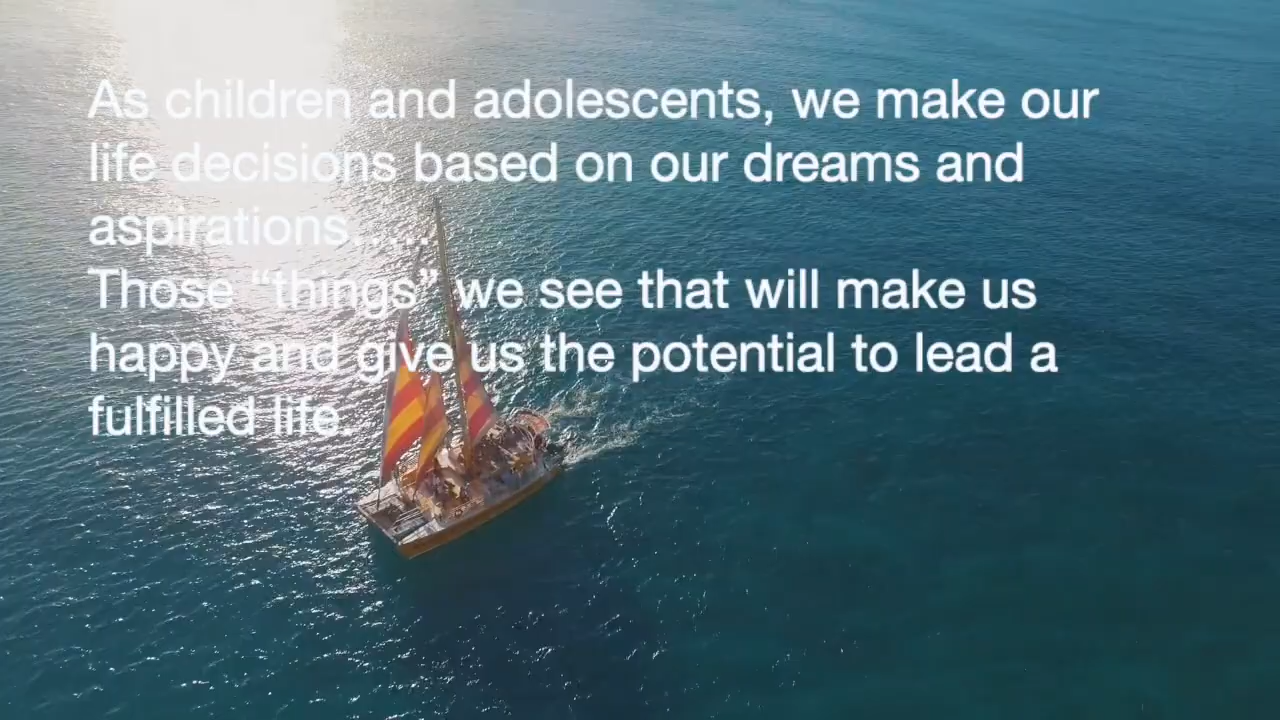 As children and adolescents, we make our
life decisions based on our dreams and
aspirations…..
Those “things” we see that will make us
happy and give us the potential to lead a
fulfilled life.